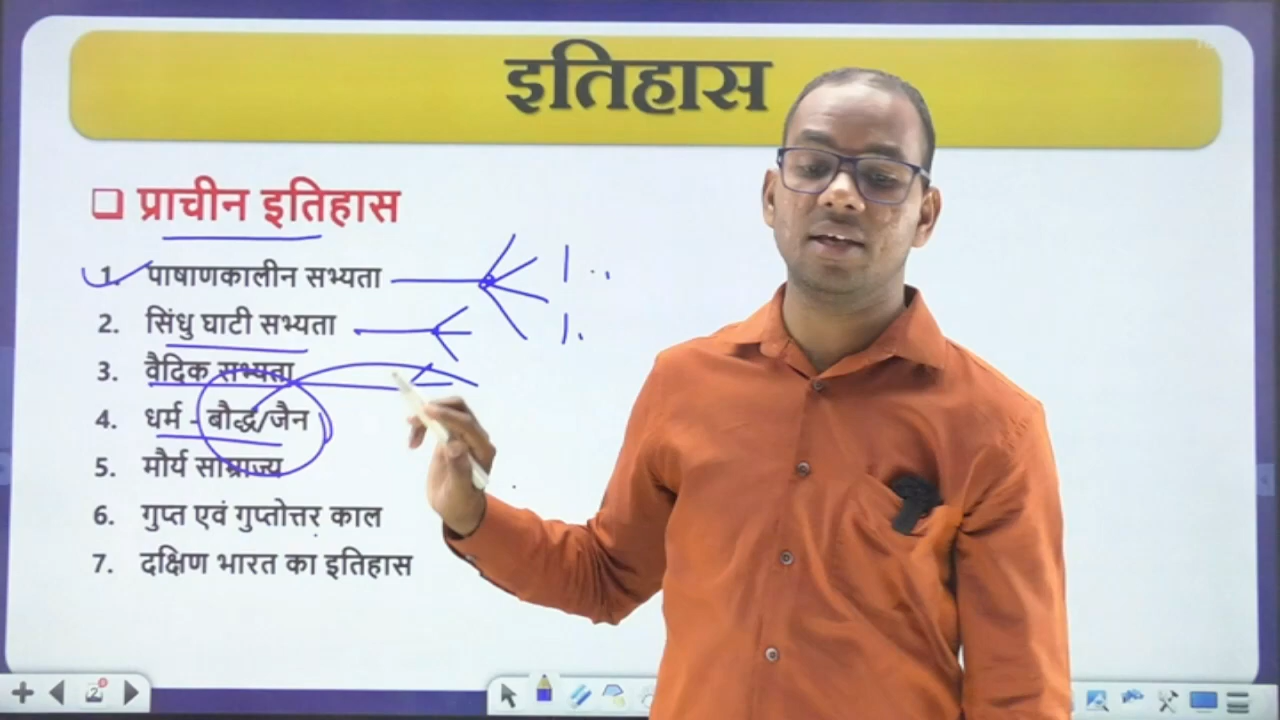 इतिहास
प्राचीन इतिहास
1. पाषाणकालीन सभ्यता
2. सिंधु घाटी सभ्यता
3. वैदिक सभ्यता
4. धर्म - बौद्ध/जैन
5. मौर्य साम्राज्य
6. गुप्त एवं गुप्तोत्तर काल
7. दक्षिण भारत का इतिहास